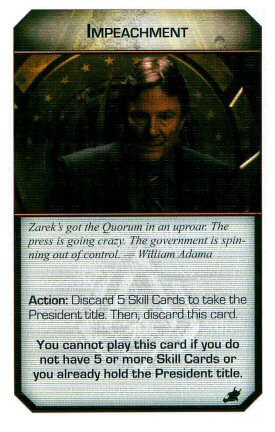 IMPEACHMENT
Zarek's got the Quorum in an uproar. The
press is going crazy. The government is spin-
ning out of control. — William Adama
Action: Discard 5 Skill Cards to take the
President title. Then, discard this card.
You cannot play this card if you do
not have 5 or more Skill Cards or
you already hold the President title.